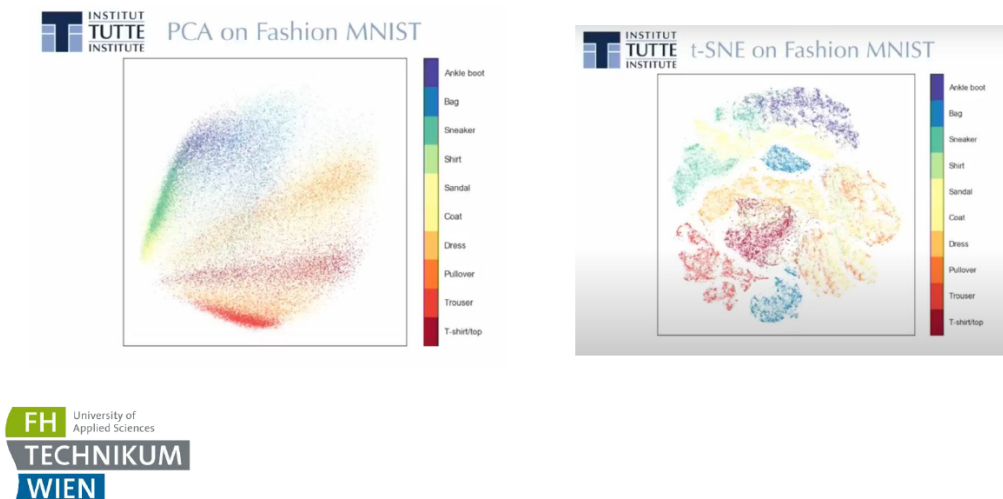 INSTITUT
TUTTE
INSTITUTE
PCA on Fashion MNIST
Ankle boot
Bag
Sneaker
Shirt
Sandal
Coat
Dress
Pullover
Trouser
T-shirt/top
INSTITUT
TUTTE
INSTITUTE
t-SNE on Fashion MNIST
Ankle boot
Bag
Sneaker
Shirt
Sandal
Coat
Dress
Pullover
Trouser
T-shirt/top
FH
University of
Applied Sciences
TECHNIKUM
WIEN